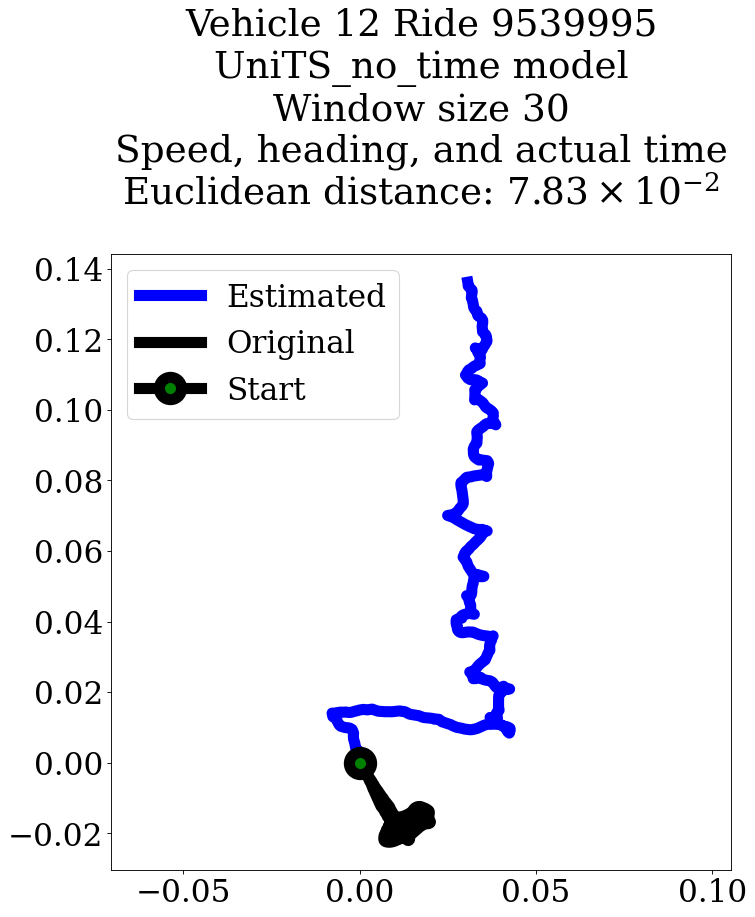 Vehicle 12 Ride 9539995
UniTS_no_time model
Window size 30
Speed, heading, and actual time
Euclidean distance: 7.83 × 10⁻²
Estimated
Original
Start
0.14
0.12
0.10
0.08
0.06
0.04
0.02
0.00
−0.02
−0.05 0.00 0.05 0.10